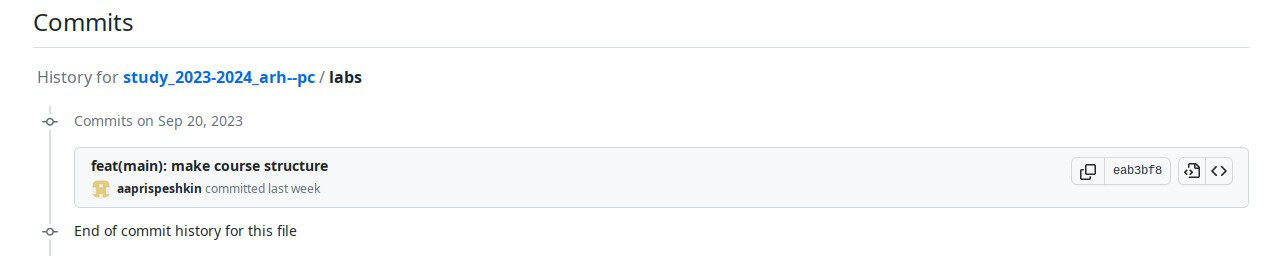 Commits
History for study_2023-2024_arh--pc / labs
Commits on Sep 20, 2023
feat(main): make course structure
eab3bf8
aaprispeshkin committed last week
End of commit history for this file